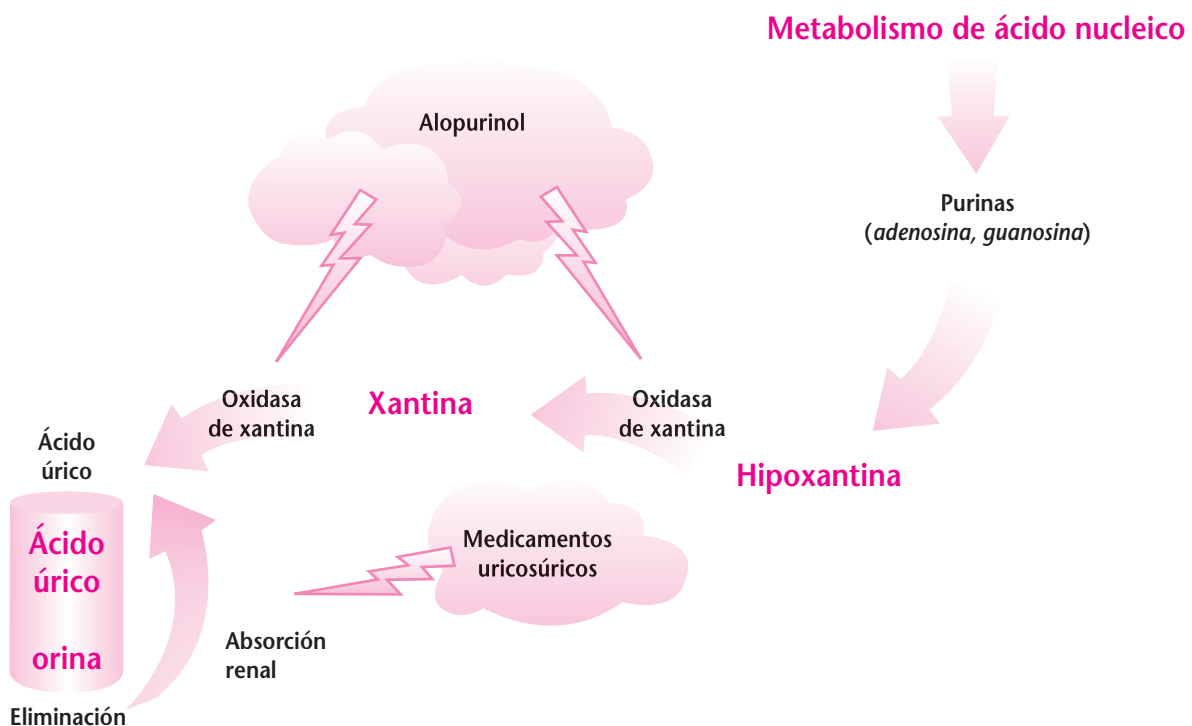 Metabolismo de ácido nucleico
Alopurinol
Purinas
(adenosina, guanosina)
Oxidasa
de xantina
Xantina
Oxidasa
de xantina
Hipoxantina
Ácido
úrico
Ácido
úrico
orina
Eliminación
Medicamentos
uricosúricos
Absorción
renal